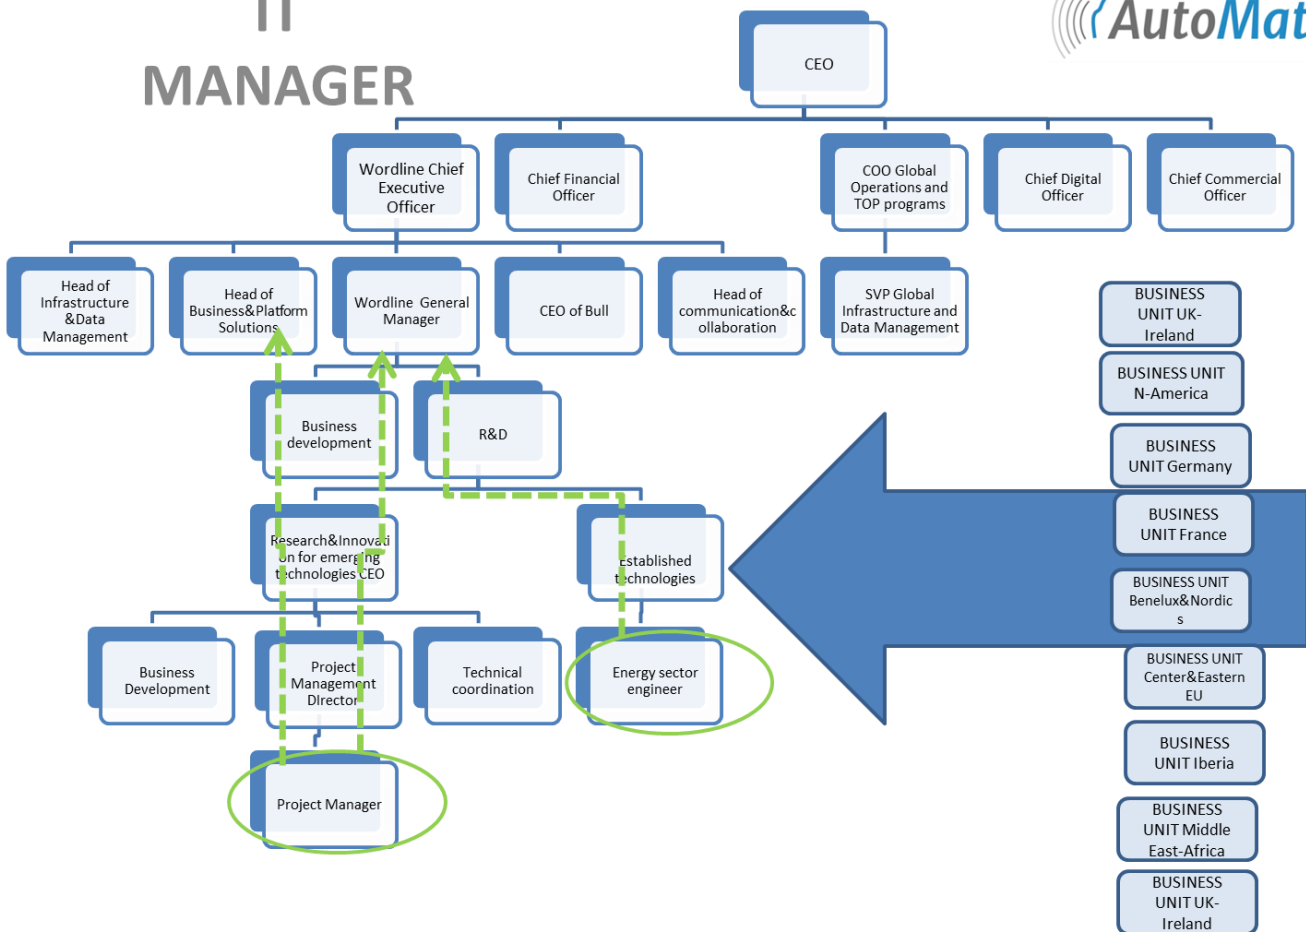 IT
MANAGER
AutoMat
CEO
Wordline Chief
Executive
Officer
Chief Financial
Officer
COO Global
Operations and
TOP programs
Chief Digital
Officer
Chief Commercial
Officer
Head of
Infrastructure
&Data
Management
Head of
Business&Platform
Solutions
Wordline General
Manager
CEO of Bull
Head of
communication&c
ollaboration
SVP Global
Infrastructure and
Data Management
Business
development
R&D
Research&Innovati
on for emerging
technologies CEO
Established
technologies
Business
Development
Project
Management
DIrector
Technical
coordination
Energy sector
engineer
Project Manager
BUSINESS
UNIT UK-
Ireland
BUSINESS UNIT
N-America
BUSINESS
UNIT Germany
BUSINESS
UNIT France
BUSINESS UNIT
Benelux&Nordic
s
BUSINESS UNIT
Center&Eastern
EU
BUSINESS
UNIT Iberia
BUSINESS
UNIT Middle
East-Africa
BUSINESS
UNIT UK-
Ireland